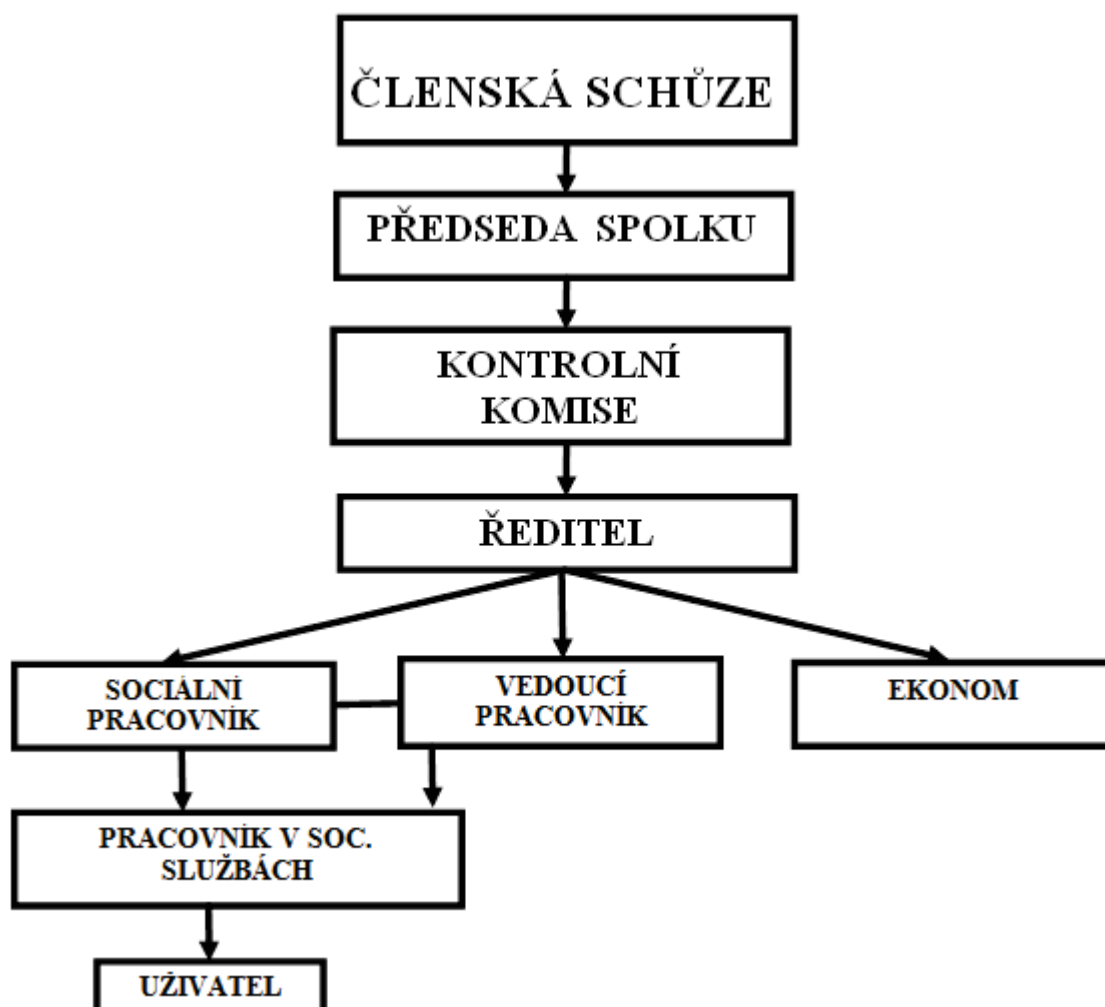 ČLENSKÁ SCHŮZE
PŘEDSEDA SPOLKU
KONTROLNÍ
KOMISE
ŘEDITEL
SOCIÁLNÍ
PRACOVNÍK
VEDOUCÍ
PRACOVNÍK
EKONOM
PRACOVNÍK V SOC.
SLUŽBÁCH
UŽIVATEL